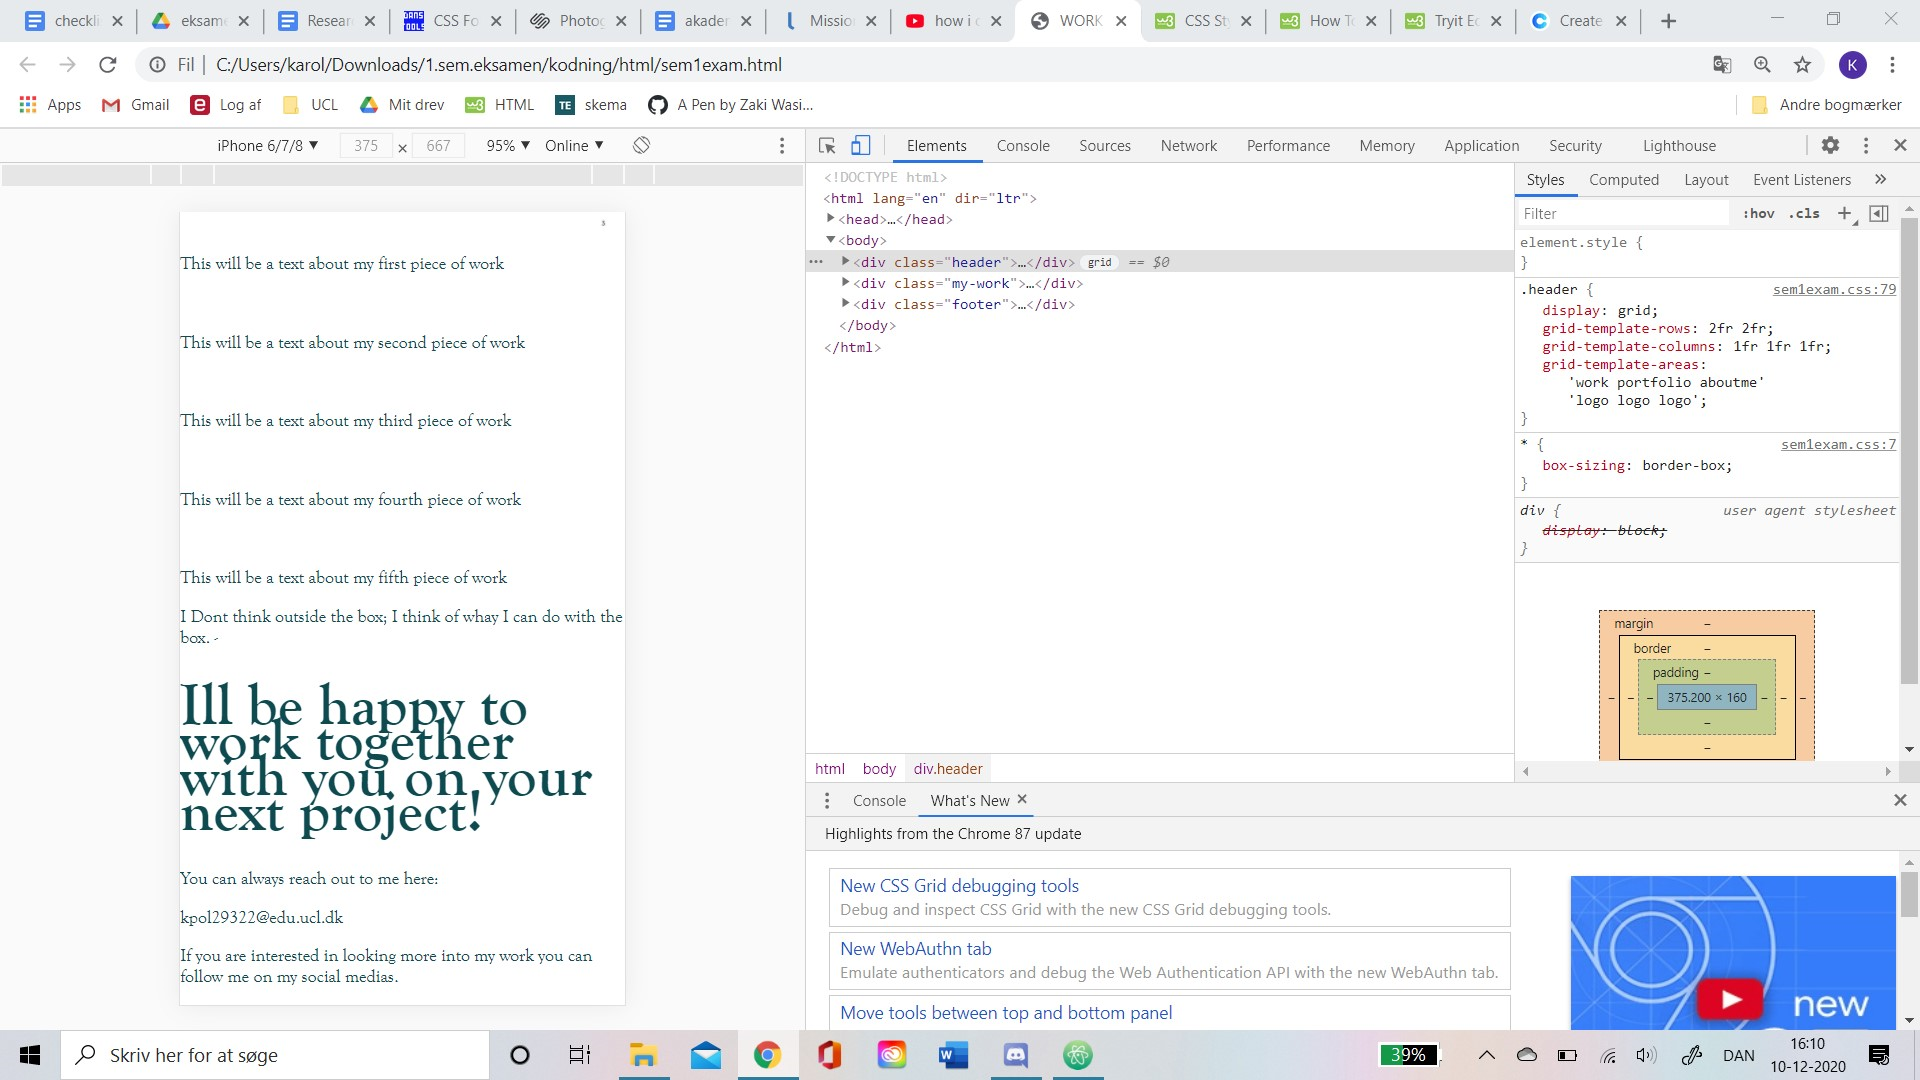 checkli
eksame
Resear
CSS Fo
Photog
akader
Missio
how i c
WORK
CSS St
How To
Tryit Ed
Create
Fil
C:/Users/karol/Downloads/1.sem.eksamen/kodning/html/sem1exam.html
K
Apps
Gmail
Log af
UCL
Mit drev
HTML
skema
A Pen by Zaki Wasi...
Andre bogmærker
iPhone 6/7/8 ▼ 375 × 667 95% ▼ Online ▼
Elements Console Sources Network Performance Memory Application Security Lighthouse
This will be a text about my first piece of work
This will be a text about my second piece of work
This will be a text about my third piece of work
This will be a text about my fourth piece of work
This will be a text about my fifth piece of work
I Dont think outside the box; I think of whay I can do with the
box. -
Ill be happy to
work together
with you on your
next project!
You can always reach out to me here:
kpol29322@edu.ucl.dk
If you are interested in looking more into my work you can
follow me on my social medias.
<!DOCTYPE html>
<html lang="en" dir="ltr">
<head>…</head>
<body>
<div class="header">…</div> grid == $0
<div class="my-work">…</div>
<div class="footer">…</div>
</body>
</html>
html body div.header
Styles Computed Layout Event Listeners »
Filter :hov .cls +
element.style {
}
.header { sem1exam.css:79
display: grid;
grid-template-rows: 2fr 2fr;
grid-template-columns: 1fr 1fr 1fr;
grid-template-areas:
'work portfolio aboutme'
'logo logo logo';
}
* { sem1exam.css:7
box-sizing: border-box;
}
div { user agent stylesheet
display: block;
}
margin –
border –
padding –
– – – 375.200 × 160 – – –
–
–
Console What's New ×
Highlights from the Chrome 87 update
New CSS Grid debugging tools
Debug and inspect CSS Grid with the new CSS Grid debugging tools.
New WebAuthn tab
Emulate authenticators and debug the Web Authentication API with the new WebAuthn tab.
Move tools between top and bottom panel
new
Skriv her for at søge
39%
DAN
16:10
10-12-2020